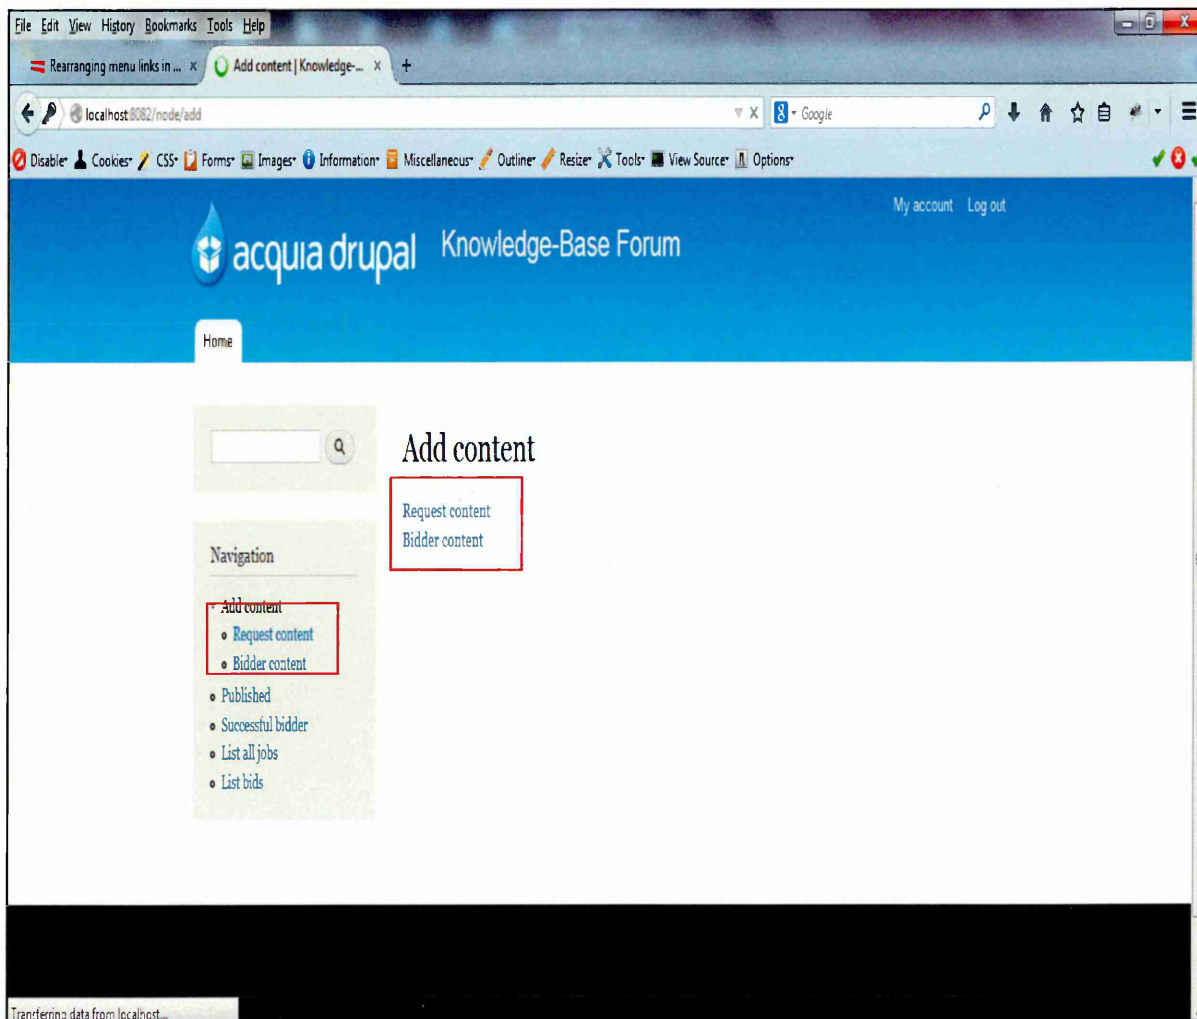 File Edit View History Bookmarks Tools Help
Rearranging menu links in ... x Add content | Knowledge-... x +
localhost:8082/node/add Google
Disable Cookies CSS Forms Images Information Miscellaneous Outline Resize Tools View Source Options
My account Log out
acquia drupal Knowledge-Base Forum
Home
Add content
Request content
Bidder content
Navigation
Add content
Request content
Bidder content
Published
Successful bidder
List all jobs
List bids
Transferring data from localhost...